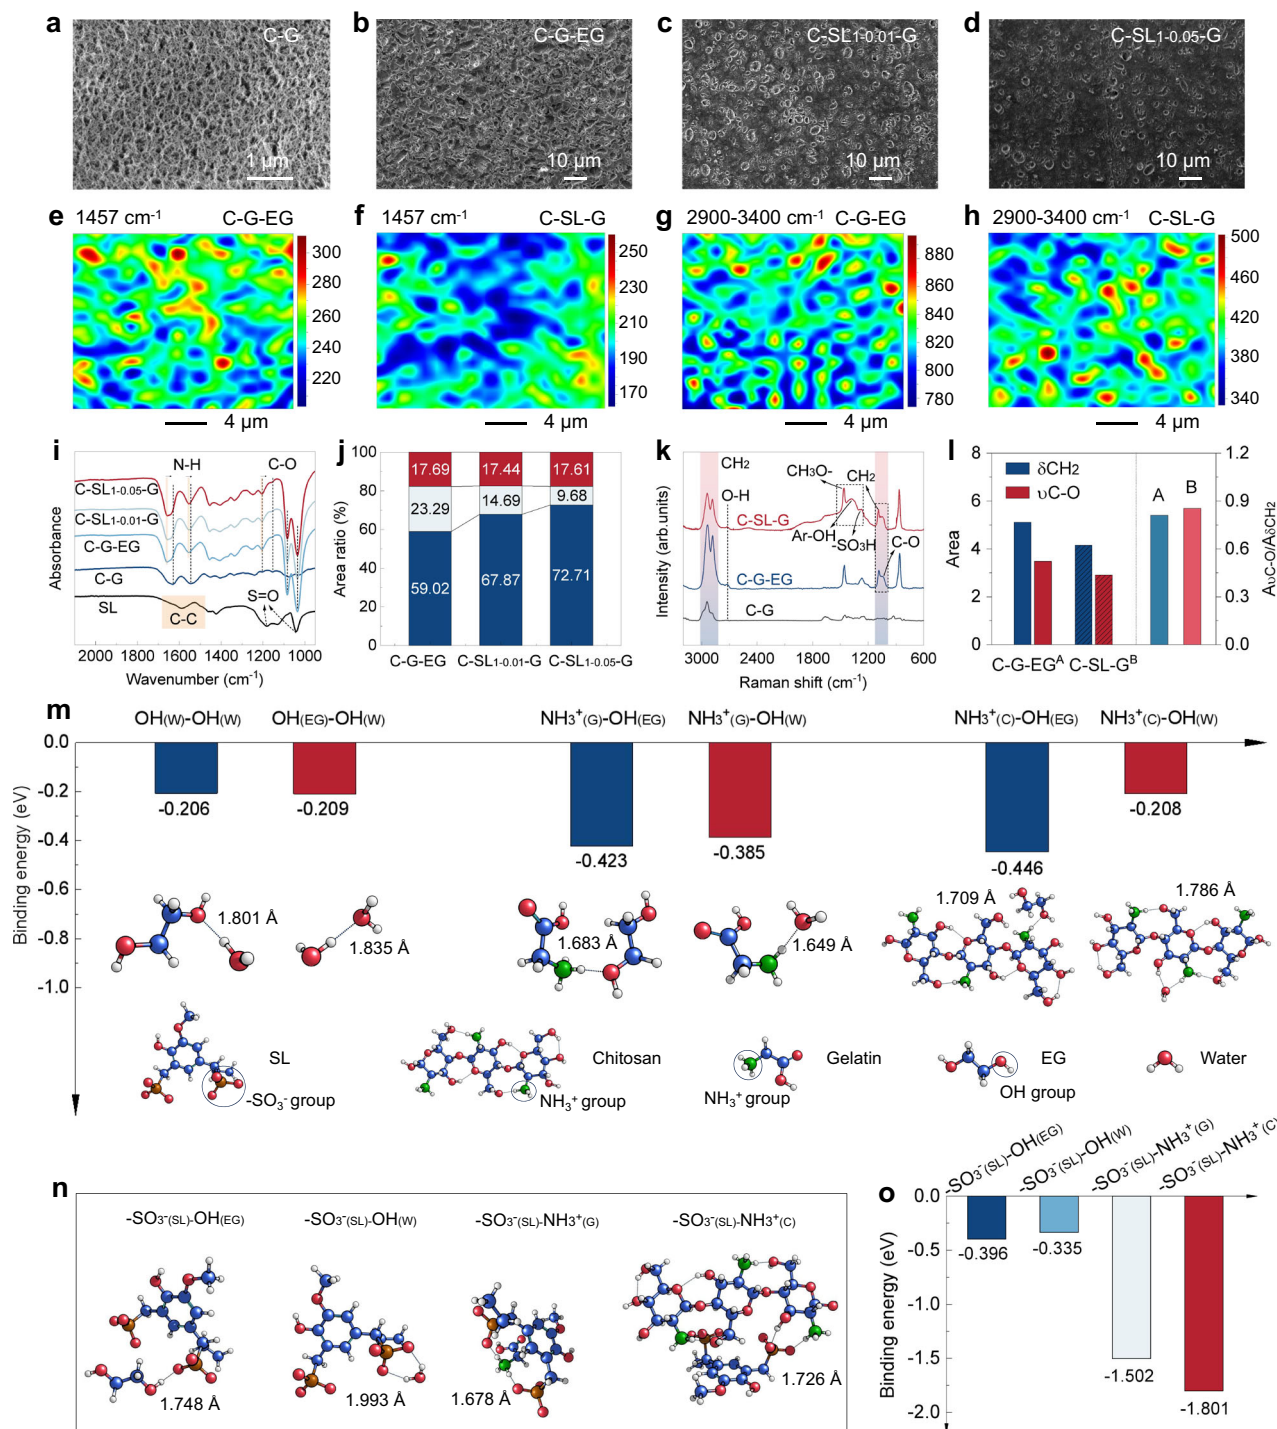 a
C-G
1 μm
b
C-G-EG
10 μm
c
C-SL1-0.01-G
10 μm
d
C-SL1-0.05-G
10 μm
e 1457 cm-1 C-G-EG
300
280
260
240
220
4 μm
f 1457 cm-1 C-SL-G
250
230
210
190
170
4 μm
g 2900-3400 cm-1 C-G-EG
880
860
840
820
800
780
4 μm
h 2900-3400 cm-1 C-SL-G
500
460
420
380
340
4 μm
i
N-H
C-O
C-SL1-0.05-G
C-SL1-0.01-G
C-G-EG
C-G
SL
S=O
C-C
Absorbance
2000 1800 1600 1400 1200 1000
Wavenumber (cm-1)
j
100
80
60
40
20
0
Area ratio (%)
17.69 17.44 17.61
23.29 14.69 9.68
59.02 67.87 72.71
C-G-EG C-SL1-0.01-G C-SL1-0.05-G
k
CH2
O-H
CH3O-
CH2
C-SL-G
Ar-OH
-SO3H
C-O
C-G-EG
C-G
Intensity (arb.units)
3000 2400 1800 1200 600
Raman shift (cm-1)
l
δCH2
υC-O
A
B
8
6
4
2
0
Area
1.2
0.9
0.6
0.3
0.0
AυC-O/AδCH2
C-G-EGA C-SL-GB
m
OH(W)-OH(W) OH(EG)-OH(W) NH3+(G)-OH(EG) NH3+(G)-OH(W) NH3+(C)-OH(EG) NH3+(C)-OH(W)
0.0
-0.2
-0.4
-0.6
-0.8
-1.0
Binding energy (eV)
-0.206
-0.209
-0.423
-0.385
-0.446
-0.208
1.801 Å
1.835 Å
1.683 Å
1.649 Å
1.709 Å
1.786 Å
SL
-SO3- group
Chitosan
NH3+ group
Gelatin
NH3+ group
EG
OH group
Water
n
-SO3-(SL)-OH(EG) -SO3-(SL)-OH(W) -SO3-(SL)-NH3+(G) -SO3-(SL)-NH3+(C)
1.748 Å
1.993 Å
1.678 Å
1.726 Å
o
-SO3-(SL)-OH(EG)
-SO3-(SL)-OH(W)
-SO3-(SL)-NH3+(G)
-SO3-(SL)-NH3+(C)
0.0
-0.5
-1.0
-1.5
-2.0
Binding energy (eV)
-0.396
-0.335
-1.502
-1.801